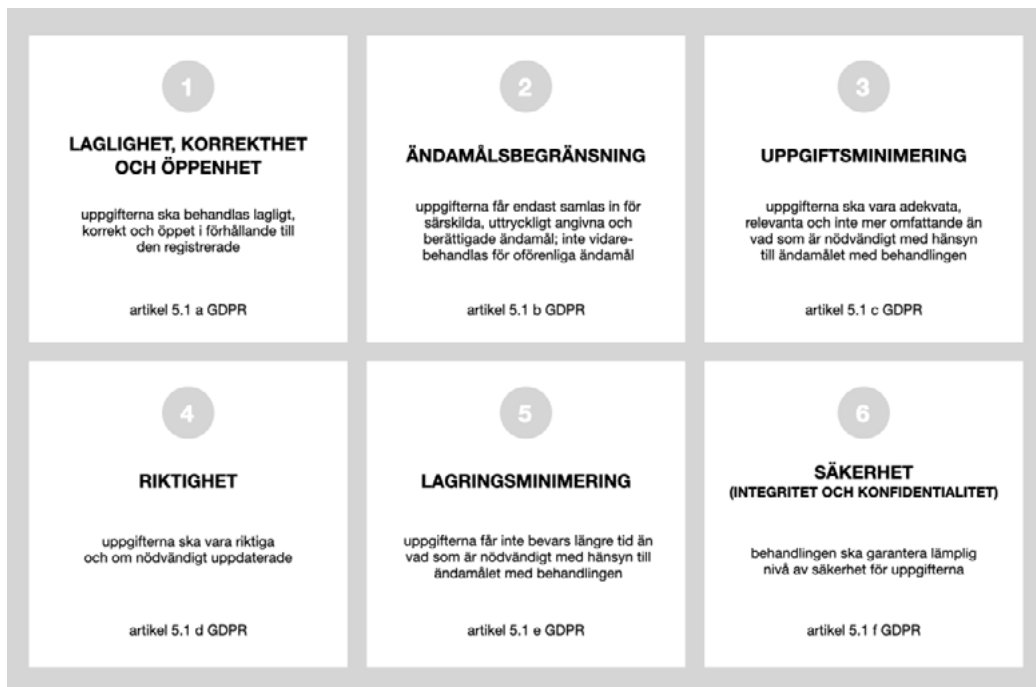 1
LAGLIGHET, KORREKTHET
OCH ÖPPENHET
uppgifterna ska behandlas lagligt,
korrekt och öppet i förhållande till
den registrerade
artikel 5.1 a GDPR
2
ÄNDAMÅLSBEGRÄNSNING
uppgifterna får endast samlas in för
särskilda, uttryckligt angivna och
berättigade ändamål; inte vidare-
behandlas för oförenliga ändamål
artikel 5.1 b GDPR
3
UPPGIFTSMINIMERING
uppgifterna ska vara adekvata,
relevanta och inte mer omfattande än
vad som är nödvändigt med hänsyn
till ändamålet med behandlingen
artikel 5.1 c GDPR
4
RIKTIGHET
uppgifterna ska vara riktiga
och om nödvändigt uppdaterade
artikel 5.1 d GDPR
5
LAGRINGSMINIMERING
uppgifterna får inte bevars längre tid än
vad som är nödvändigt med hänsyn till
ändamålet med behandlingen
artikel 5.1 e GDPR
6
SÄKERHET
(INTEGRITET OCH KONFIDENTIALITET)
behandlingen ska garantera lämplig
nivå av säkerhet för uppgifterna
artikel 5.1 f GDPR